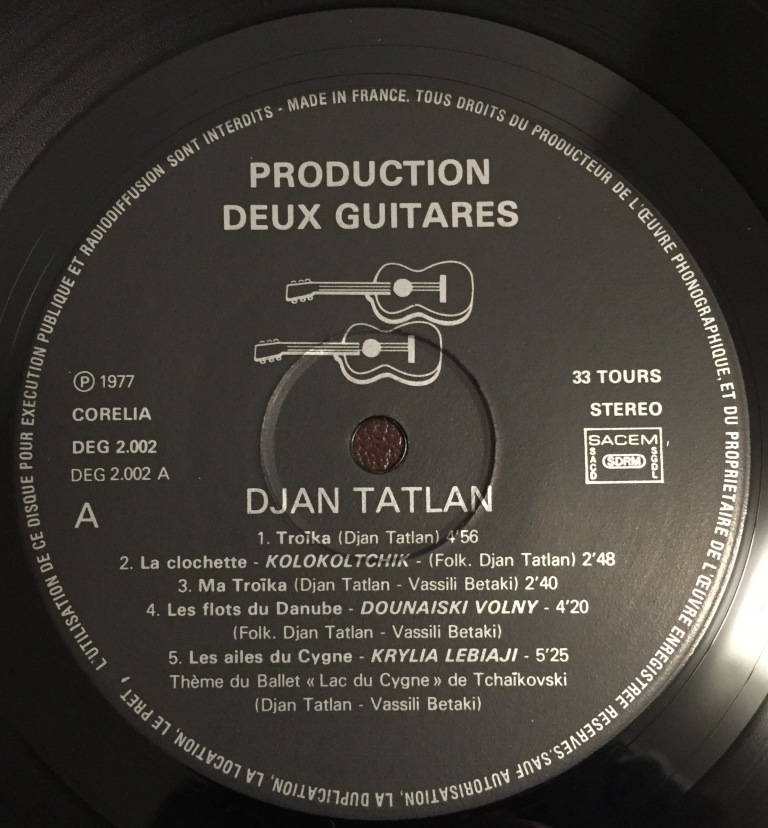 MADE IN FRANCE. TOUS DROITS DU PRODUCTEUR DE L'ŒUVRE PHONOGRAPHIQUE, ET DU PROPRIETAIRE DE L'ŒUVRE ENREGISTREE RESERVES. SAUF AUTORISATION, LA DUPLICATION, LA LOCATION, LE PRET, L'UTILISATION DE CE DISQUE POUR EXECUTION PUBLIQUE ET RADIODIFFUSION SONT INTERDITS -
PRODUCTION
DEUX GUITARES
Ⓟ 1977
CORELIA
DEG 2.002
DEG 2.002 A
A
33 TOURS
STEREO
SACEM
SACD
SDRM
SGDL
DJAN TATLAN
1. Troïka (Djan Tatlan) 4'56
2. La clochette - KOLOKOLTCHIK - (Folk. Djan Tatlan) 2'48
3. Ma Troïka (Djan Tatlan - Vassili Betaki) 2'40
4. Les flots du Danube - DOUNAISKI VOLNY - 4'20
(Folk. Djan Tatlan - Vassili Betaki)
5. Les ailes du Cygne - KRYLIA LEBIAJI - 5'25
Thème du Ballet « Lac du Cygne » de Tchaïkovski
(Djan Tatlan - Vassili Betaki)